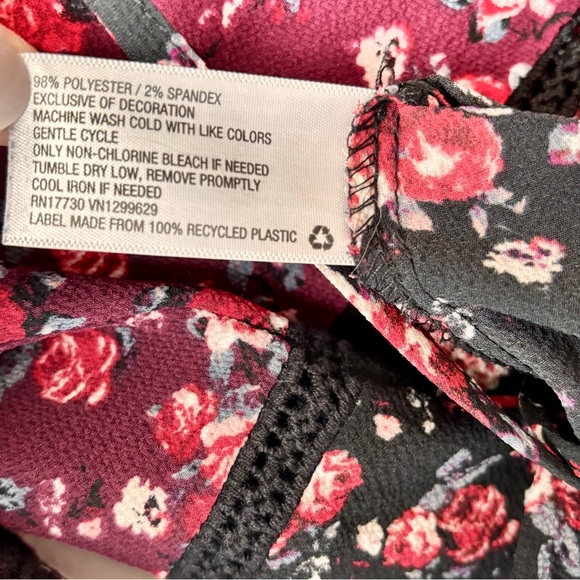 98% POLYESTER / 2% SPANDEX
EXCLUSIVE OF DECORATION
MACHINE WASH COLD WITH LIKE COLORS
GENTLE CYCLE
ONLY NON-CHLORINE BLEACH IF NEEDED
TUMBLE DRY LOW, REMOVE PROMPTLY
COOL IRON IF NEEDED
RN17730 VN1299629
LABEL MADE FROM 100% RECYCLED PLASTIC